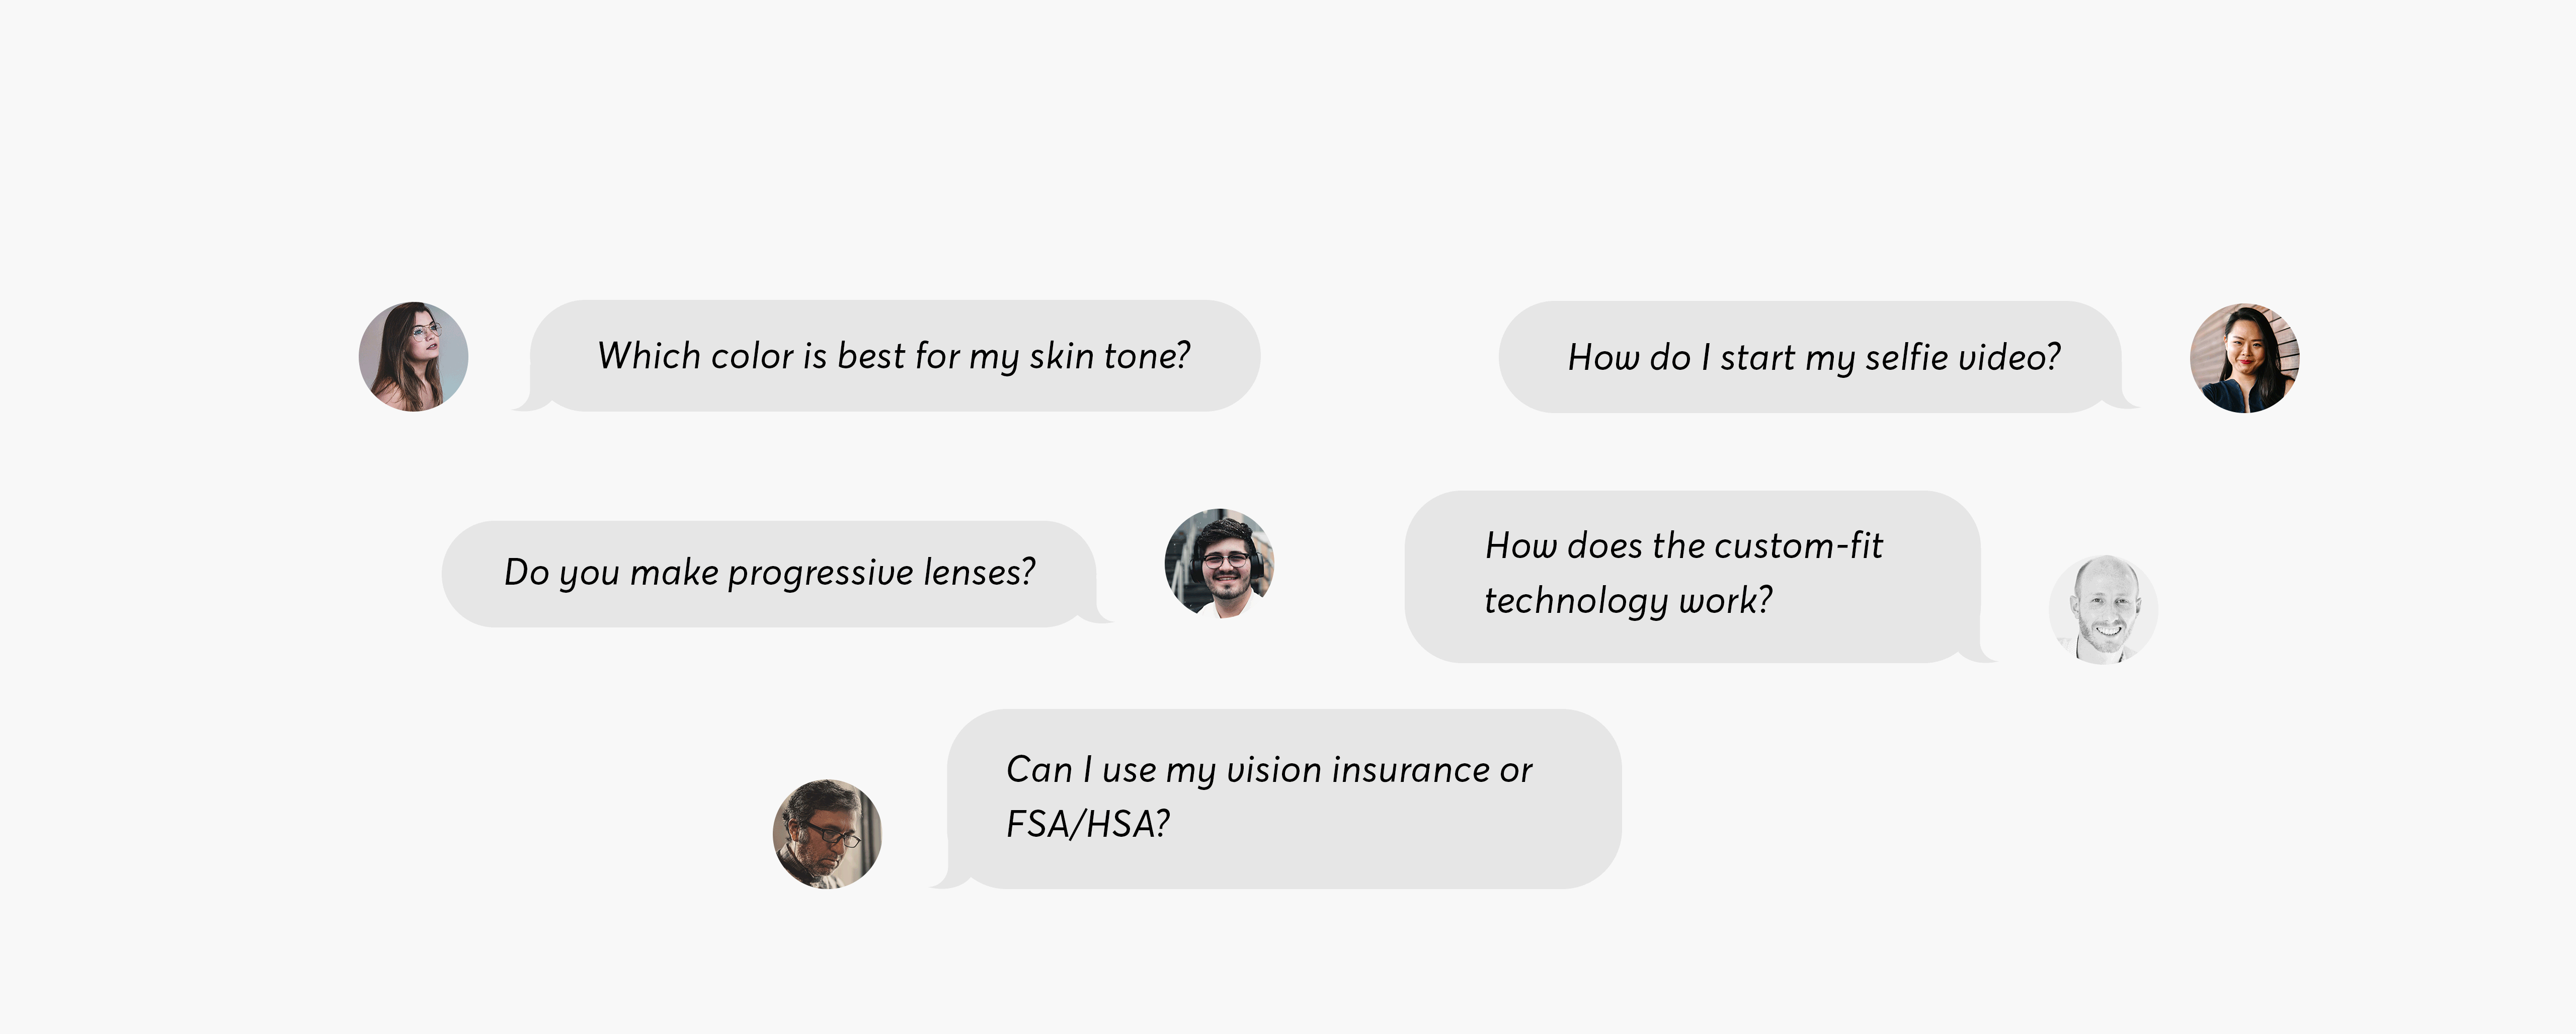 Which color is best for my skin tone?
How do I start my selfie video?
Do you make progressive lenses?
How does the custom-fit
technology work?
Can I use my vision insurance or
FSA/HSA?